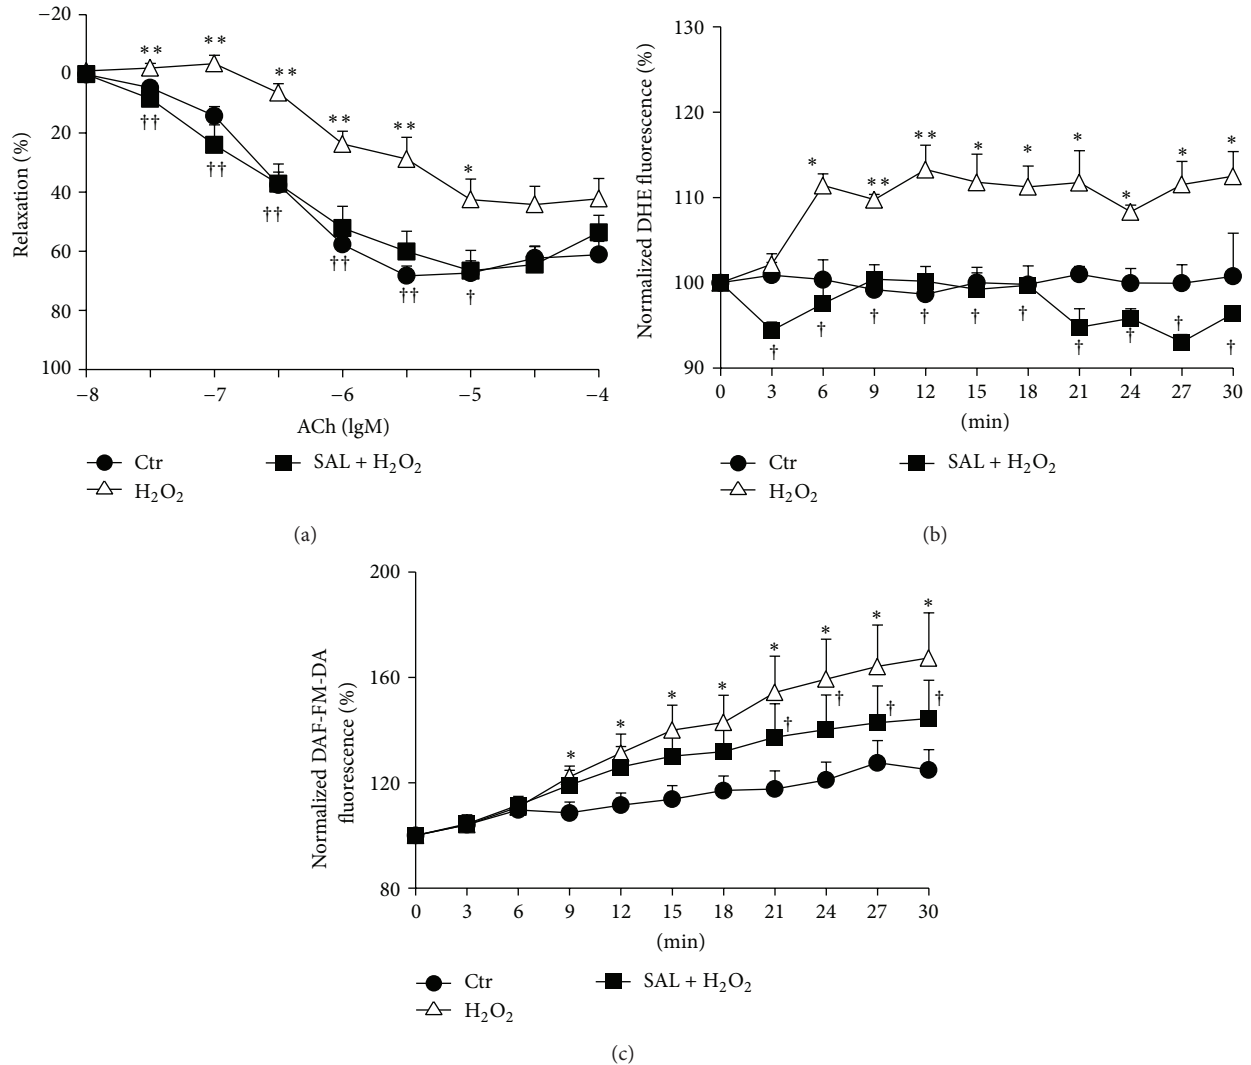 −20
0
20
40
60
80
100
Relaxation (%)
** ** ** ** ** *
†† †† †† †† †† †
−8 −7 −6 −5 −4
ACh (lgM)
Ctr
H₂O₂
SAL + H₂O₂
(a)
130
120
110
100
90
Normalized DHE fluorescence (%)
* ** ** * * * * * *
† † † † † † † † † †
0 3 6 9 12 15 18 21 24 27 30
(min)
Ctr
H₂O₂
SAL + H₂O₂
(b)
200
160
120
80
Normalized DAF-FM-DA
fluorescence (%)
* * * * * * * *
† † † †
0 3 6 9 12 15 18 21 24 27 30
(min)
Ctr
H₂O₂
SAL + H₂O₂
(c)